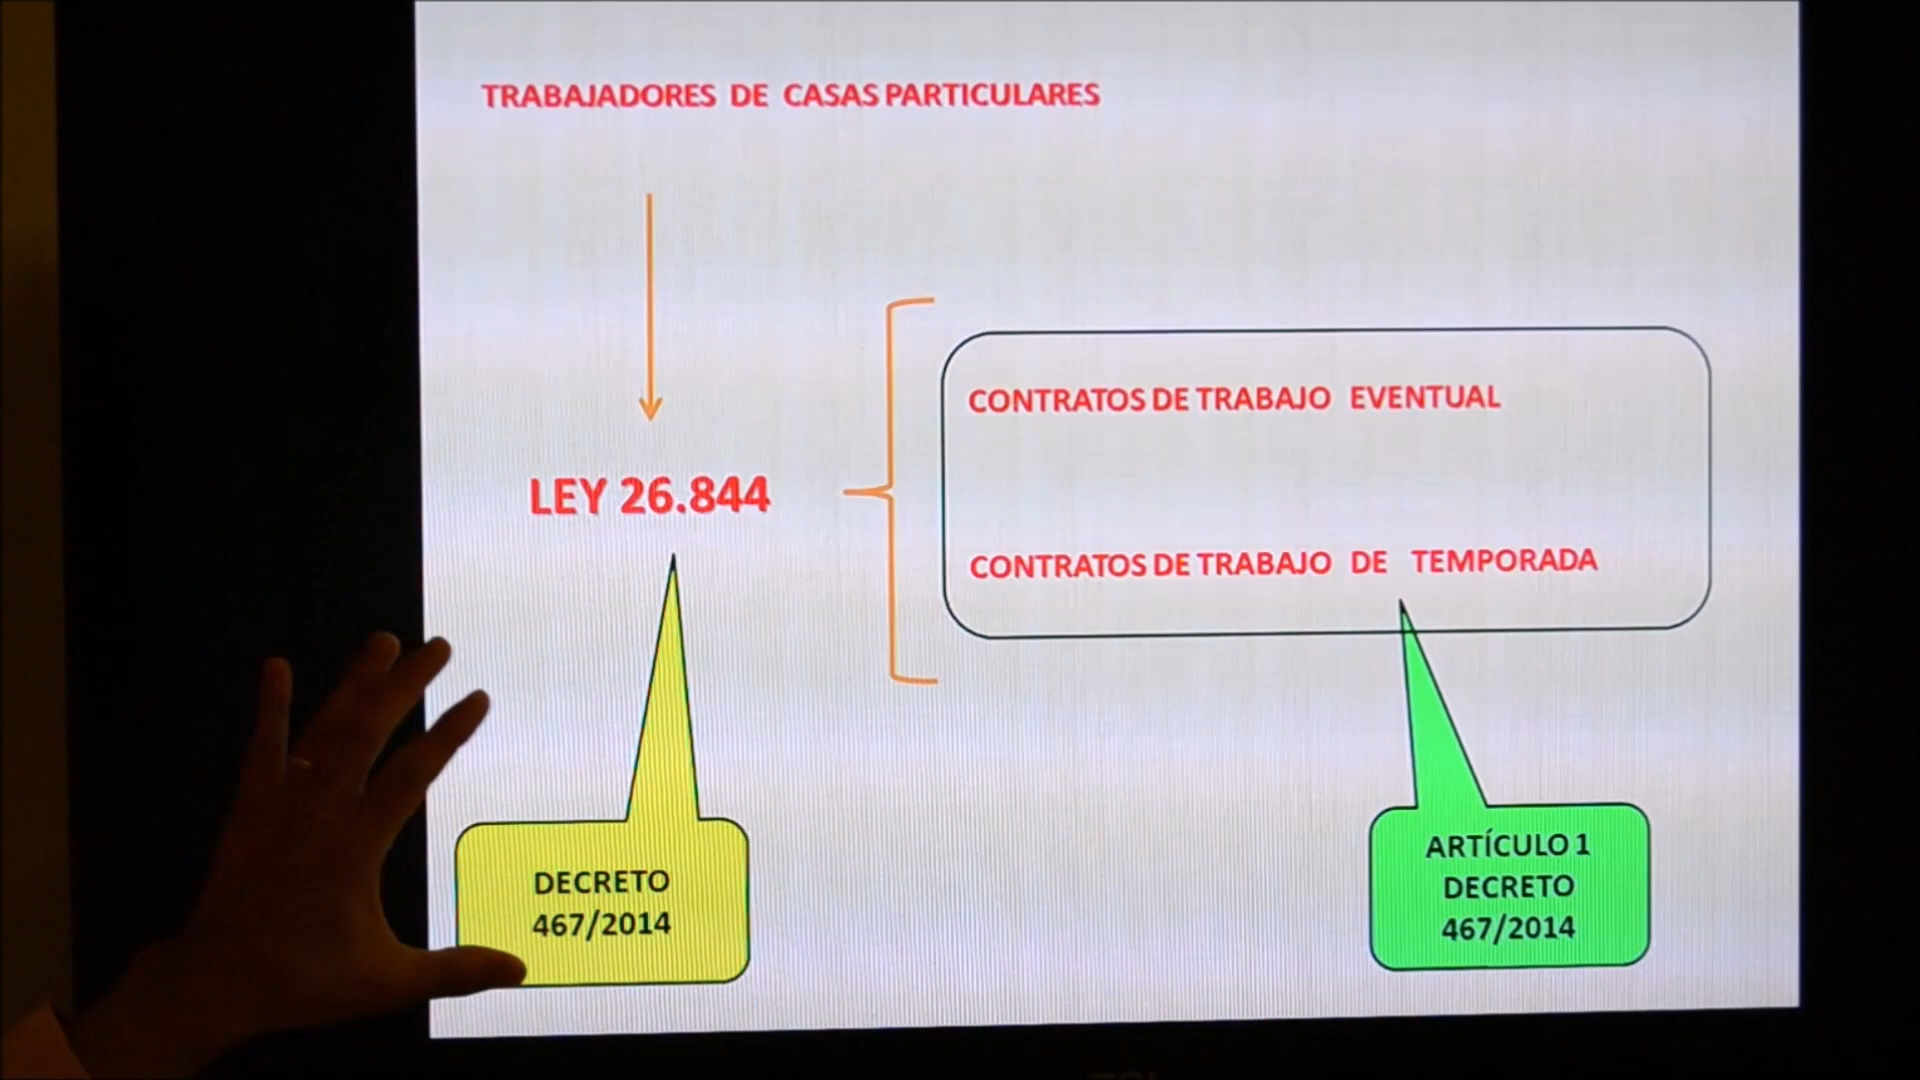 TRABAJADORES DE CASAS PARTICULARES
CONTRATOS DE TRABAJO EVENTUAL
LEY 26.844
CONTRATOS DE TRABAJO DE TEMPORADA
DECRETO
467/2014
ARTÍCULO 1
DECRETO
467/2014